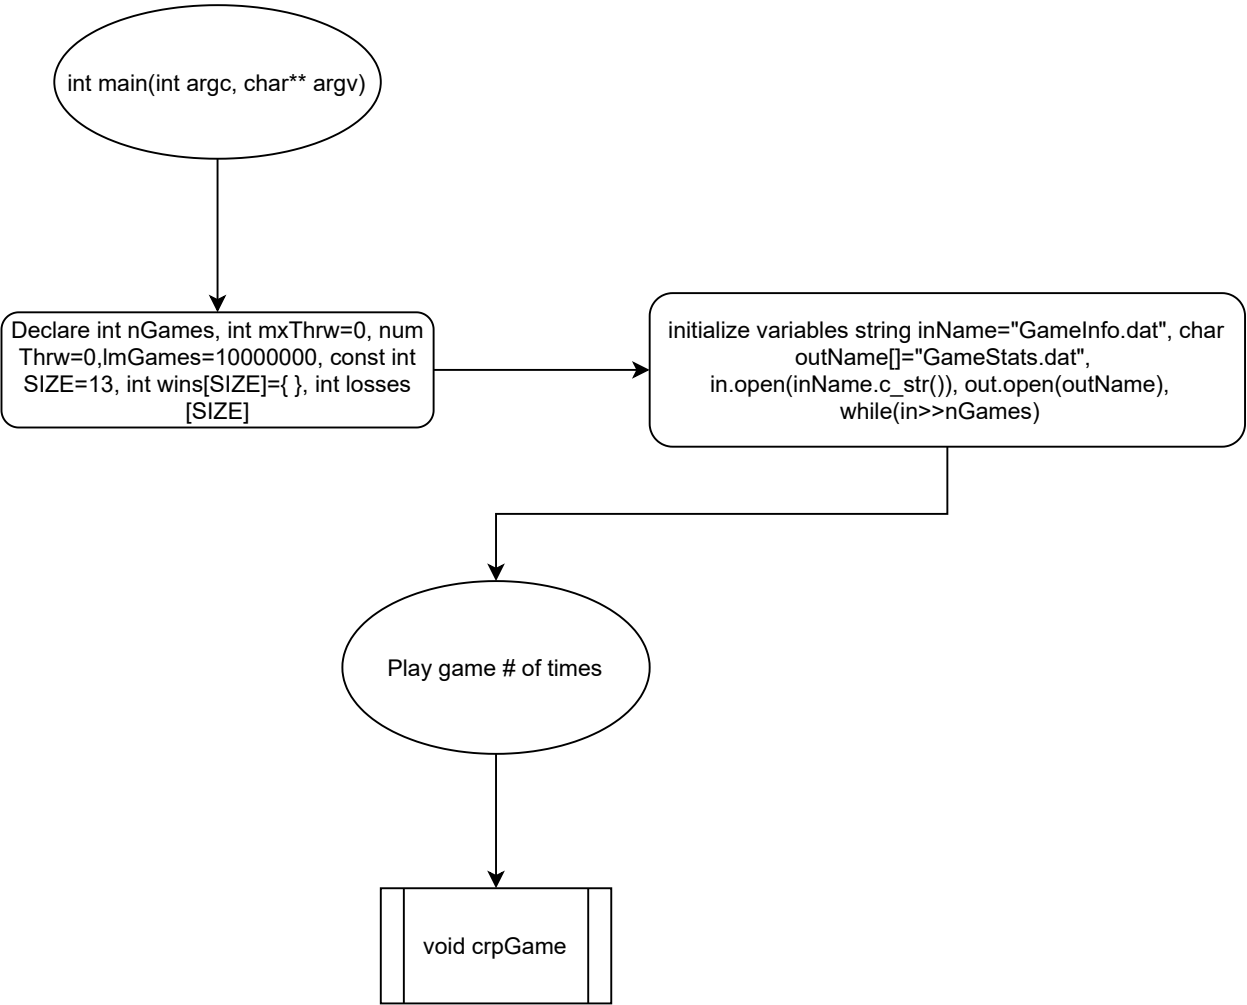 int main(int argc, char** argv)
Declare int nGames, int mxThrw=0, num
Thrw=0,lmGames=10000000, const int
SIZE=13, int wins[SIZE]={ }, int losses
[SIZE]
initialize variables string inName="GameInfo.dat", char
outName[]="GameStats.dat",
in.open(inName.c_str()), out.open(outName),
while(in>>nGames)
Play game # of times
void crpGame